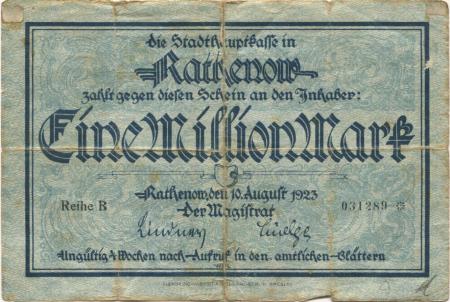 die Stadthauptkasse in
Rathenow
zahlt gegen diesen Schein an den Inhaber:
Eine Million Mark
Rathenow, den 10. August 1923
Der Magistrat
Reihe B
031289 *
Lindner
Ungültig 4 Wochen nach Aufruf in den amtlichen Blättern